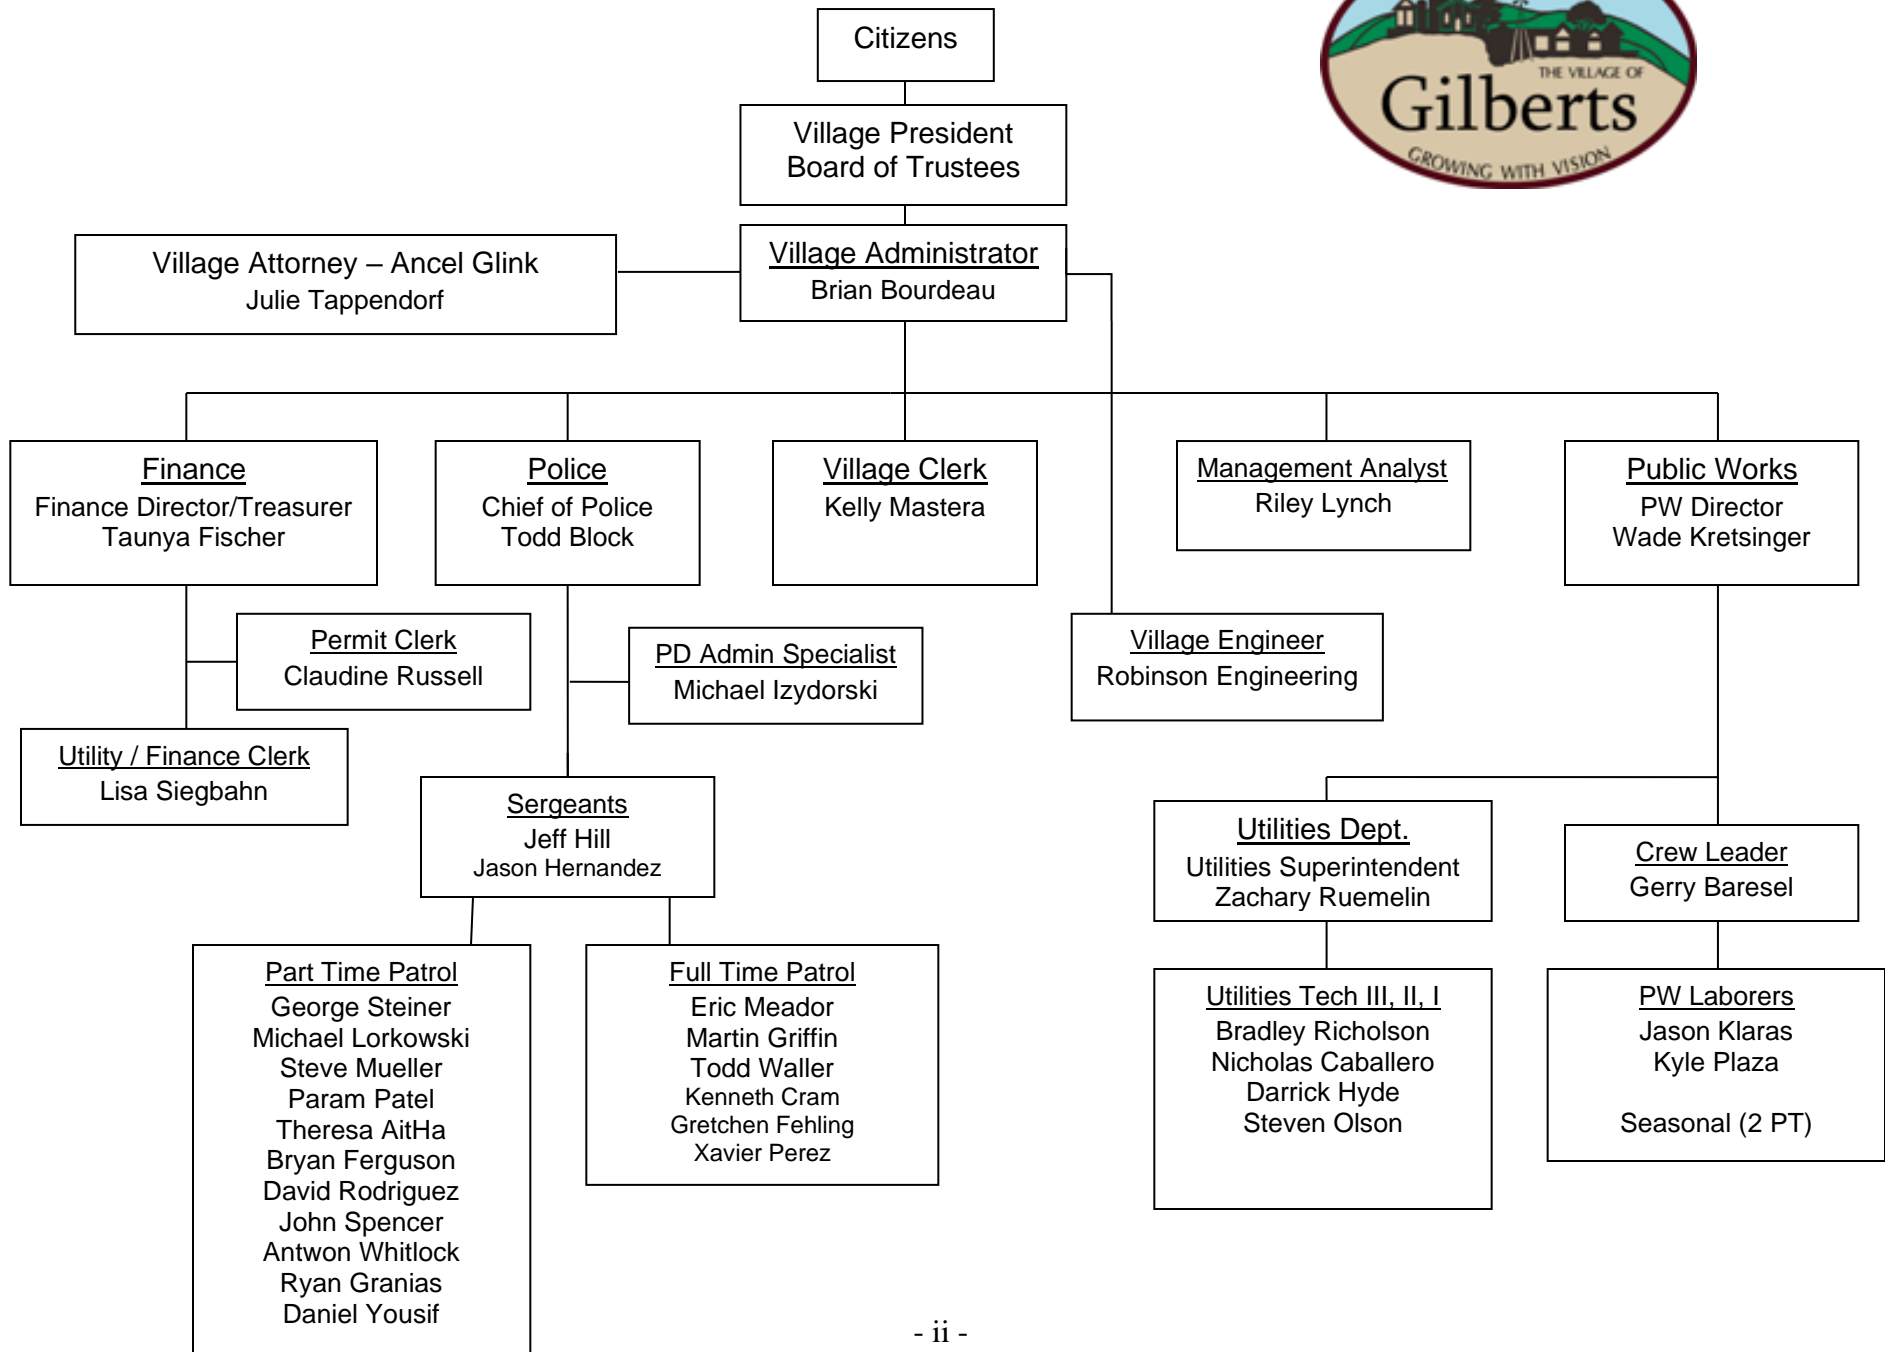 Citizens
THE VILLAGE OF
Gilberts
GROWING WITH VISION
Village President
Board of Trustees
Village Attorney – Ancel Glink
Julie Tappendorf
Village Administrator
Brian Bourdeau
Finance
Finance Director/Treasurer
Taunya Fischer
Police
Chief of Police
Todd Block
Village Clerk
Kelly Mastera
Management Analyst
Riley Lynch
Public Works
PW Director
Wade Kretsinger
Permit Clerk
Claudine Russell
PD Admin Specialist
Michael Izydorski
Village Engineer
Robinson Engineering
Utility / Finance Clerk
Lisa Siegbahn
Sergeants
Jeff Hill
Jason Hernandez
Utilities Dept.
Utilities Superintendent
Zachary Ruemelin
Crew Leader
Gerry Baresel
Part Time Patrol
George Steiner
Michael Lorkowski
Steve Mueller
Param Patel
Theresa AitHa
Bryan Ferguson
David Rodriguez
John Spencer
Antwon Whitlock
Ryan Granias
Daniel Yousif
Full Time Patrol
Eric Meador
Martin Griffin
Todd Waller
Kenneth Cram
Gretchen Fehling
Xavier Perez
Utilities Tech III, II, I
Bradley Richolson
Nicholas Caballero
Darrick Hyde
Steven Olson
PW Laborers
Jason Klaras
Kyle Plaza
Seasonal (2 PT)
- ii -